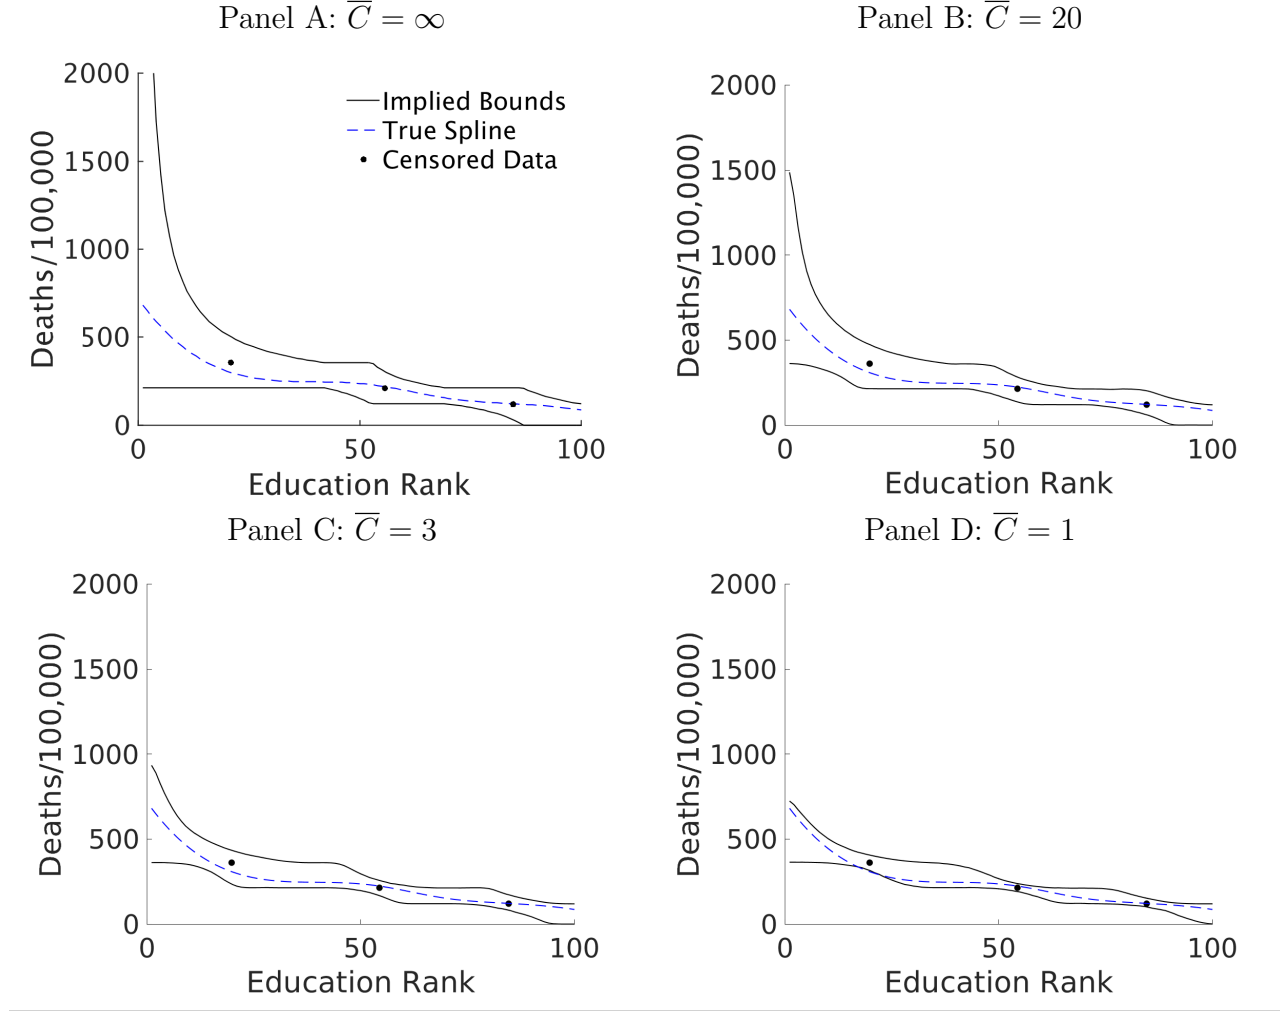 Panel A: C̅ = ∞
2000
1500
1000
500
0
0 50 100
Deaths/100,000
Education Rank
Implied Bounds
True Spline
Censored Data
Panel B: C̅ = 20
2000
1500
1000
500
0
0 50 100
Deaths/100,000)
Education Rank
Panel C: C̅ = 3
2000
1500
1000
500
0
0 50 100
Deaths/100,000)
Education Rank
Panel D: C̅ = 1
2000
1500
1000
500
0
0 50 100
Deaths/100,000)
Education Rank